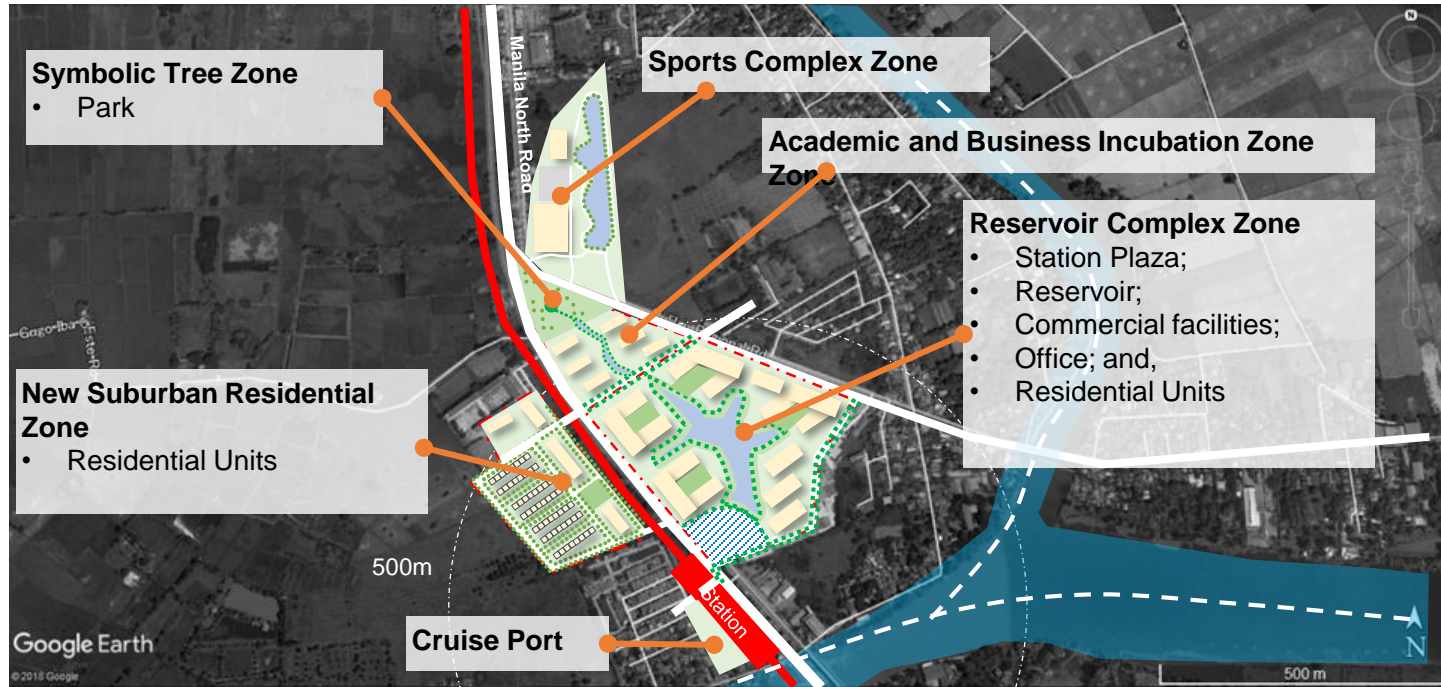 Symbolic Tree Zone
• Park
Manila North Road
Sports Complex Zone
Academic and Business Incubation Zone
Zone
Reservoir Complex Zone
• Station Plaza;
• Reservoir;
• Commercial facilities;
• Office; and,
• Residential Units
New Suburban Residential
Zone
• Residential Units
500m
Station
Cruise Port
Google Earth
© 2018 Google
N
500 m